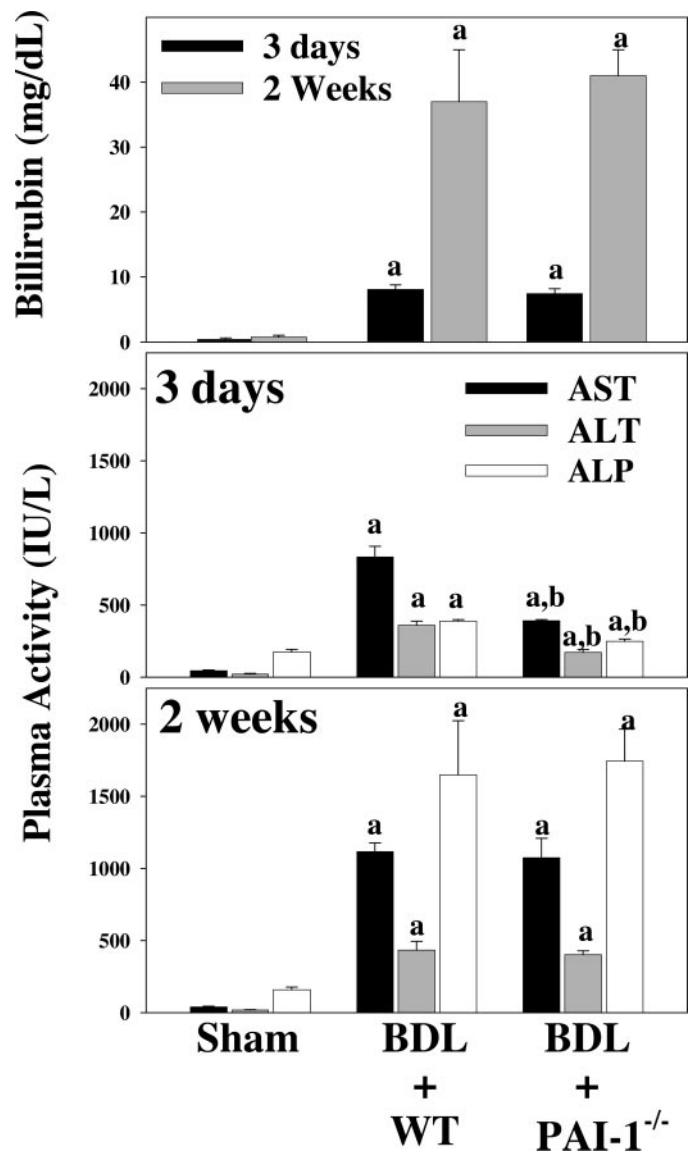 Billirubin (mg/dL)
3 days
2 Weeks
40
30
20
10
0
a
a
a
a
Plasma Activity (IU/L)
3 days
AST
ALT
ALP
2000
1500
1000
500
0
a
a
a
a,b
a,b
a,b
2 weeks
2000
1500
1000
500
0
a
a
a
a
a
a
Sham
BDL
+
WT
BDL
+
PAI-1-/-